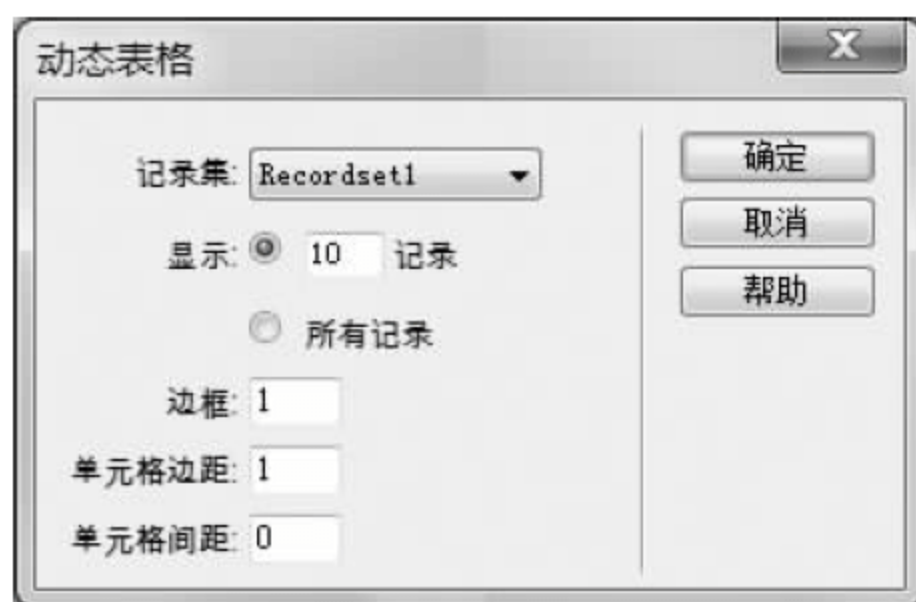 动态表格
记录集: Recordset1
显示: 10 记录
所有记录
边框: 1
单元格边距: 1
单元格间距: 0
确定
取消
帮助